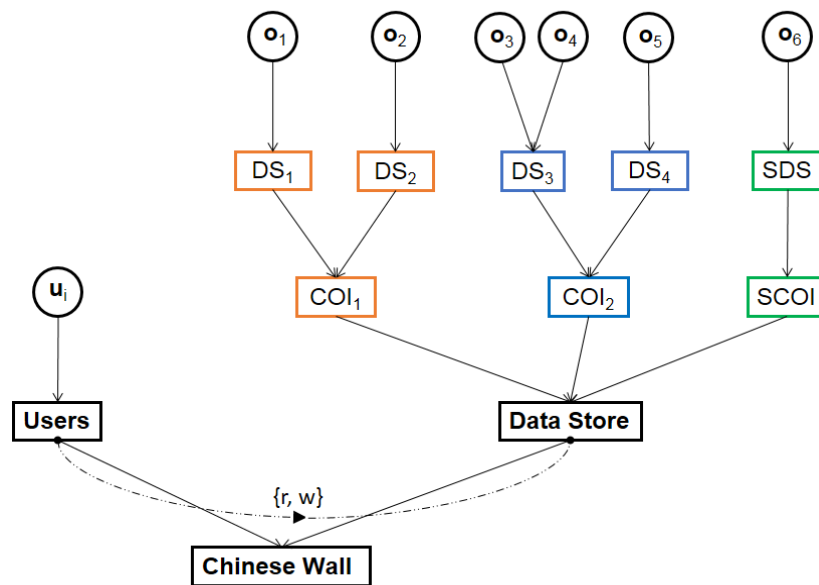 o₁ o₂ o₃ o₄ o₅ o₆
DS₁ DS₂ DS₃ DS₄ SDS
uᵢ COI₁ COI₂ SCOI
Users Data Store
{r, w}
Chinese Wall